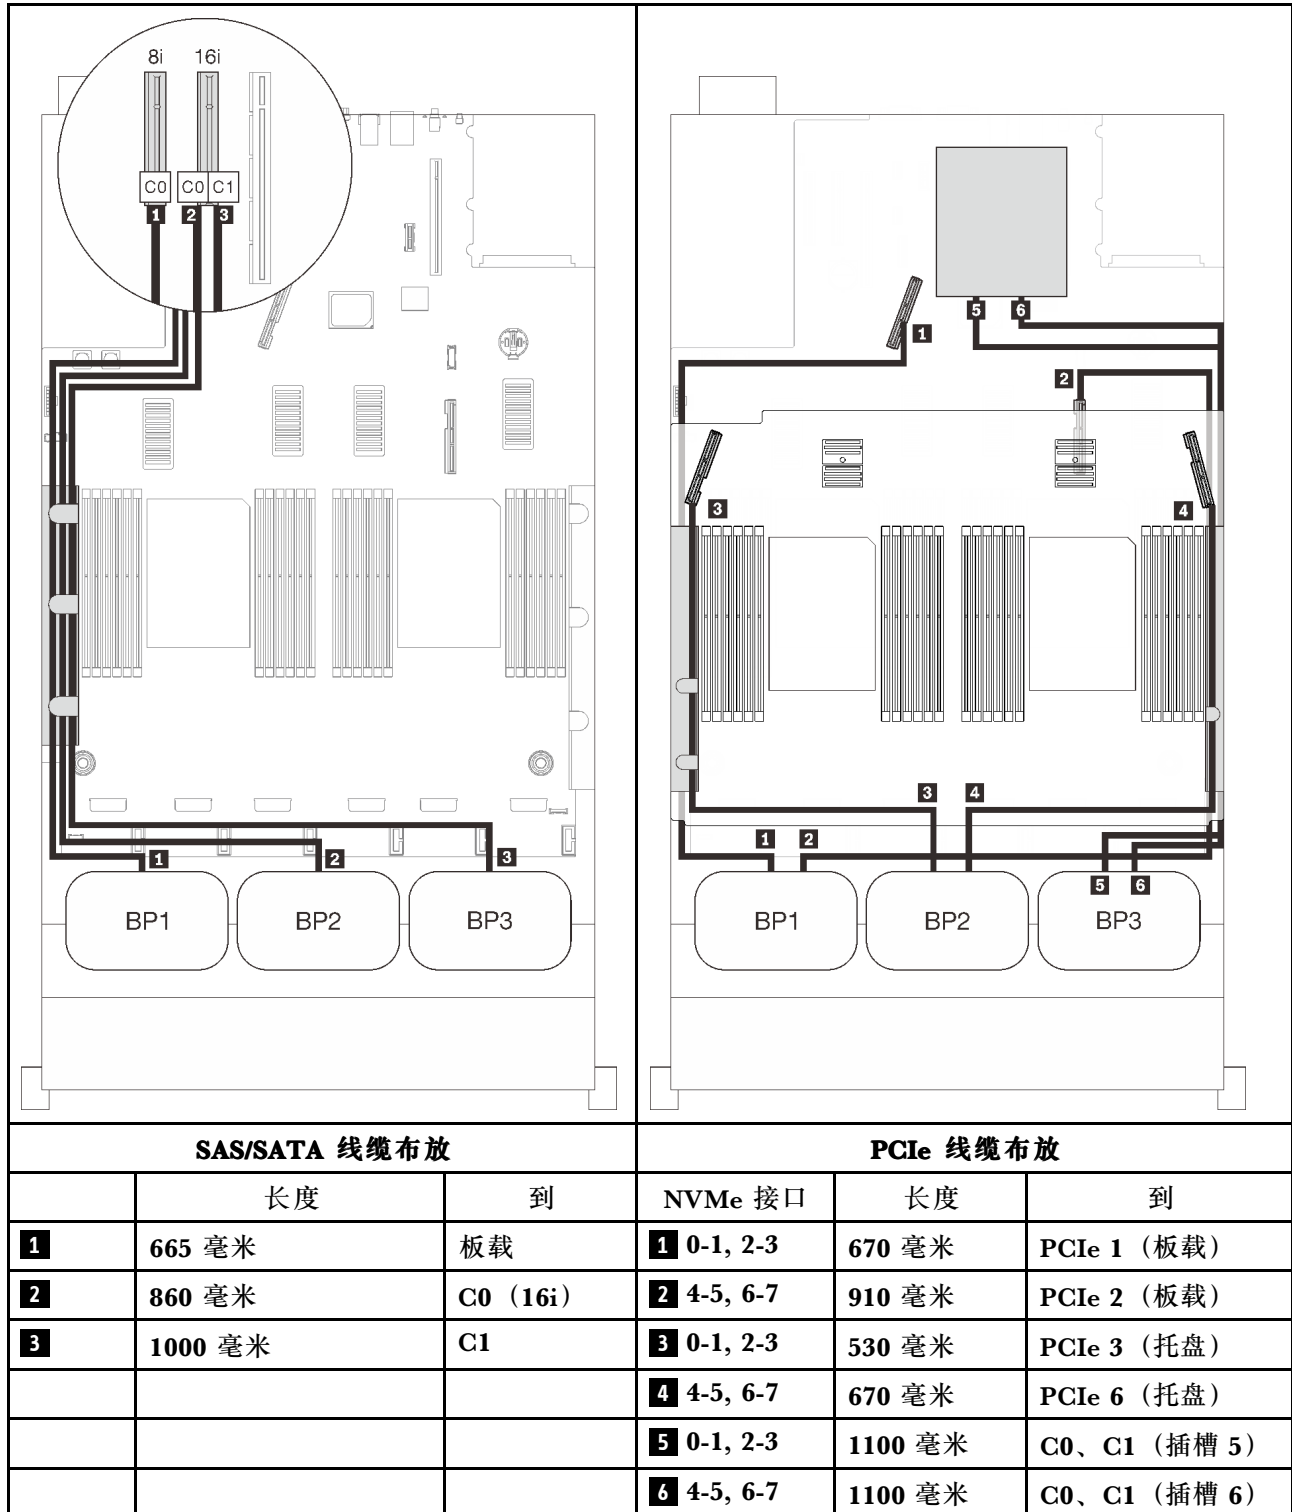 8i 16i
C0 C0 C1
1 2 3
1 2 3
BP1 BP2 BP3
5 6
1
2
3 4
3 4
1 2
5 6
BP1 BP2 BP3
SAS/SATA 线缆布放 PCIe 线缆布放
长度 到 NVMe 接口 长度 到
1 665 毫米 板载 1 0-1, 2-3 670 毫米 PCIe 1（板载）
2 860 毫米 C0（16i） 2 4-5, 6-7 910 毫米 PCIe 2（板载）
3 1000 毫米 C1 3 0-1, 2-3 530 毫米 PCIe 3（托盘）
4 4-5, 6-7 670 毫米 PCIe 6（托盘）
5 0-1, 2-3 1100 毫米 C0、C1（插槽 5）
6 4-5, 6-7 1100 毫米 C0、C1（插槽 6）